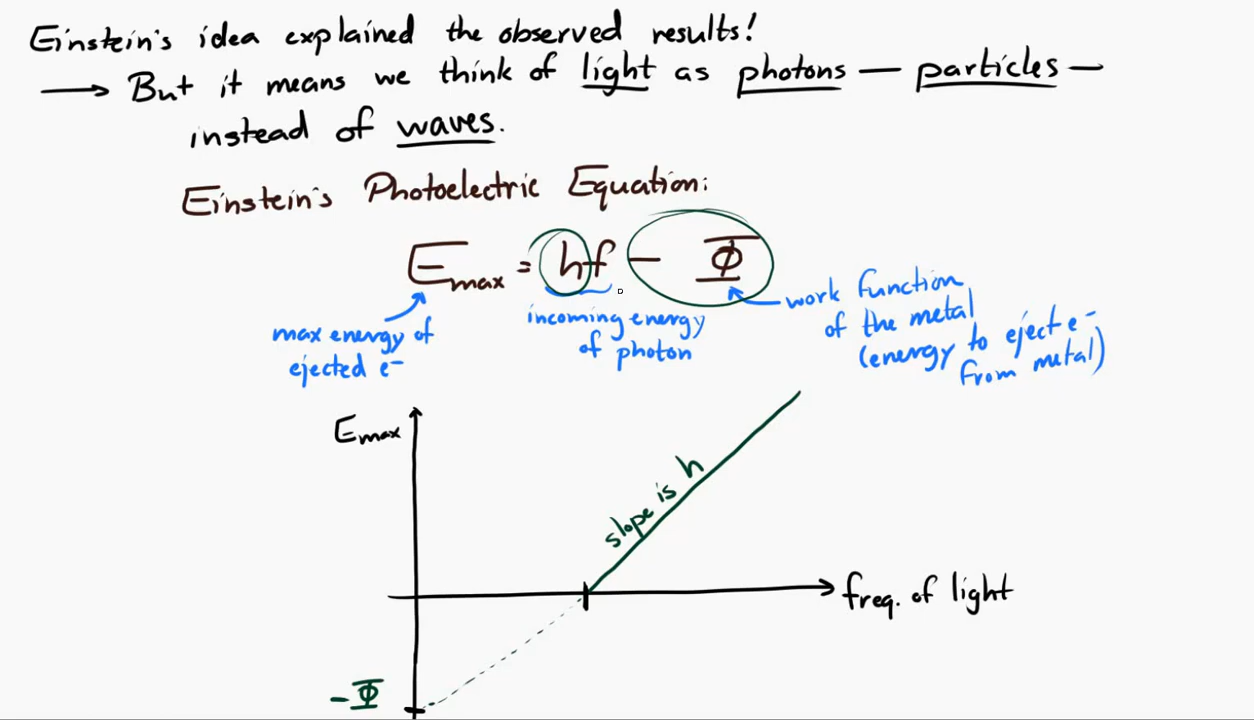 Einstein's idea explained the observed results!
→ But it means we think of light as photons — particles —
instead of waves.
Einstein's Photoelectric Equation:
Emax = hf — Φ
max energy of
ejected e-
incoming energy
of photon
work function
of the metal
(energy to eject e-
from metal)
Emax
slope is h
freq. of light
-Φ